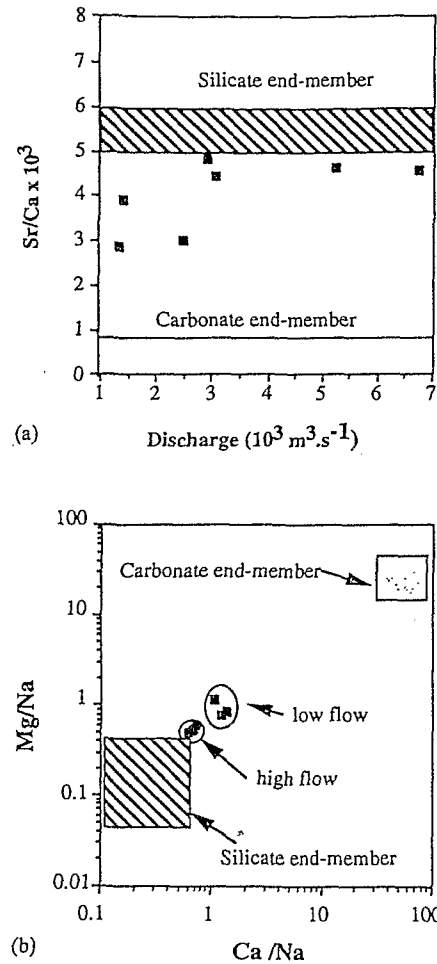 8
7
Silicate end-member
6
5
Sr/Ca x 10³
4
3
2
Carbonate end-member
1
0
1 2 3 4 5 6 7
(a) Discharge (10³ m³.s⁻¹)
100
Carbonate end-member
10
Mg/Na
1
low flow
high flow
0.1
Silicate end-member
0.01
0.1 1 10 100
(b) Ca /Na